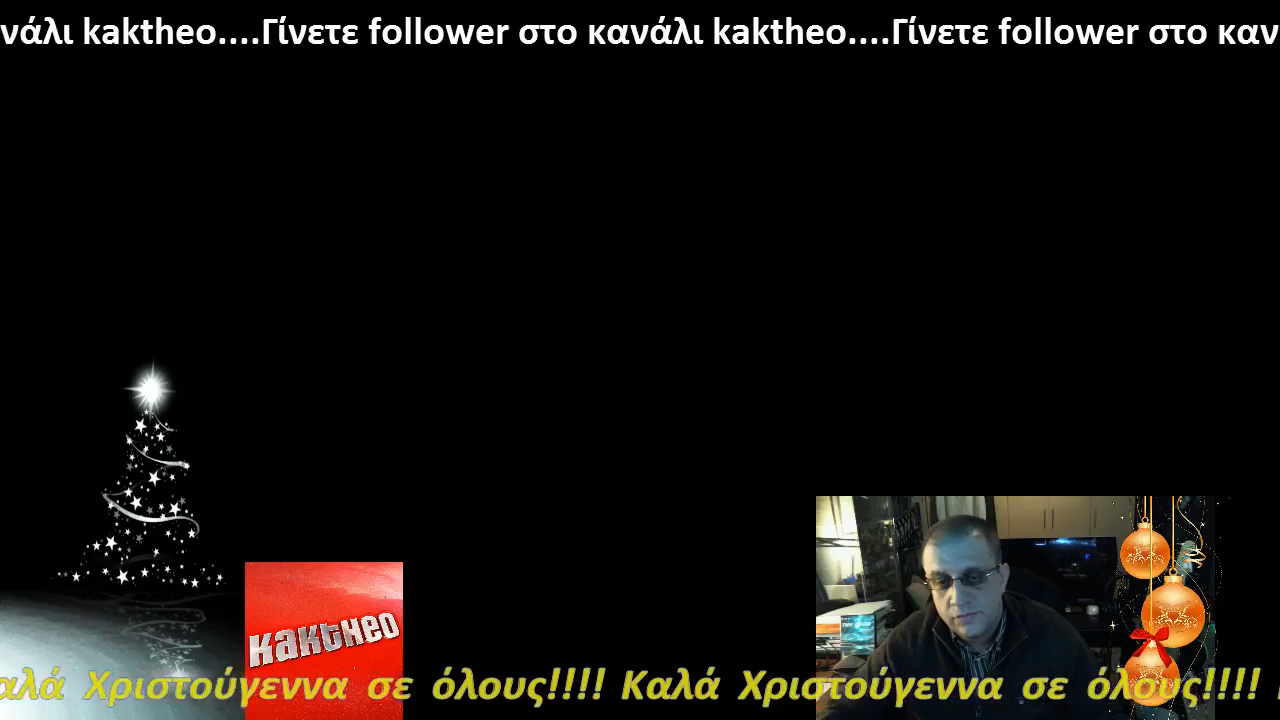 νάλι kaktheo....Γίνετε follower στο κανάλι kaktheo....Γίνετε follower στο καν
kaktheo
αλά Χριστούγεννα σε όλους!!!! Καλά Χριστούγεννα σε όλους!!!!